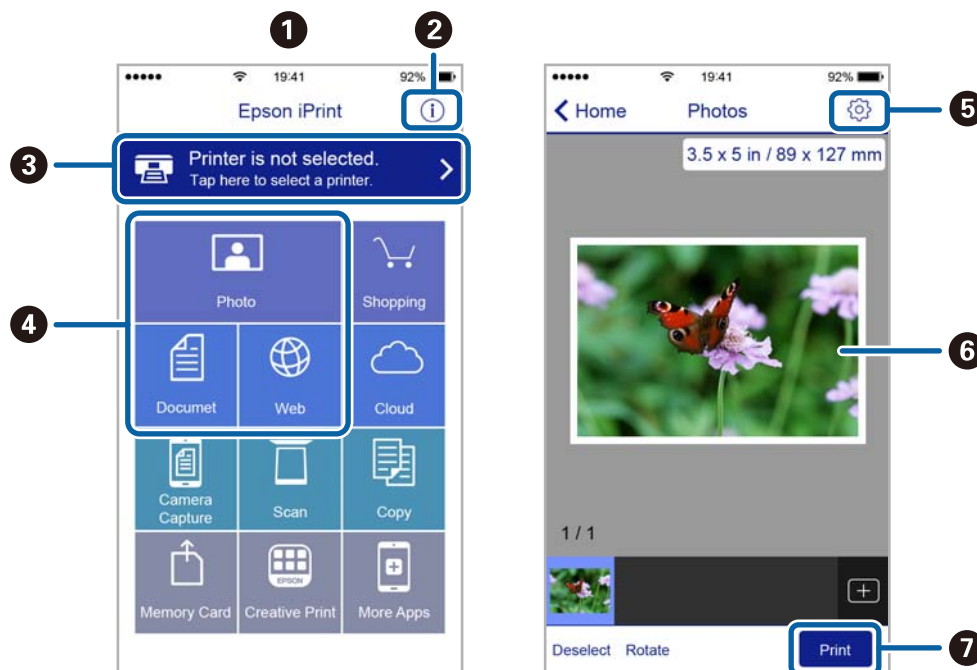 1
2
19:41
92%
Epson iPrint
i
3
Printer is not selected.
Tap here to select a printer.
4
Photo
Shopping
Documet
Web
Cloud
Camera
Capture
Scan
Copy
EPSON
Memory Card
Creative Print
More Apps
19:41
92%
5
Home
Photos
3.5 x 5 in / 89 x 127 mm
6
1 / 1
Deselect
Rotate
Print
7